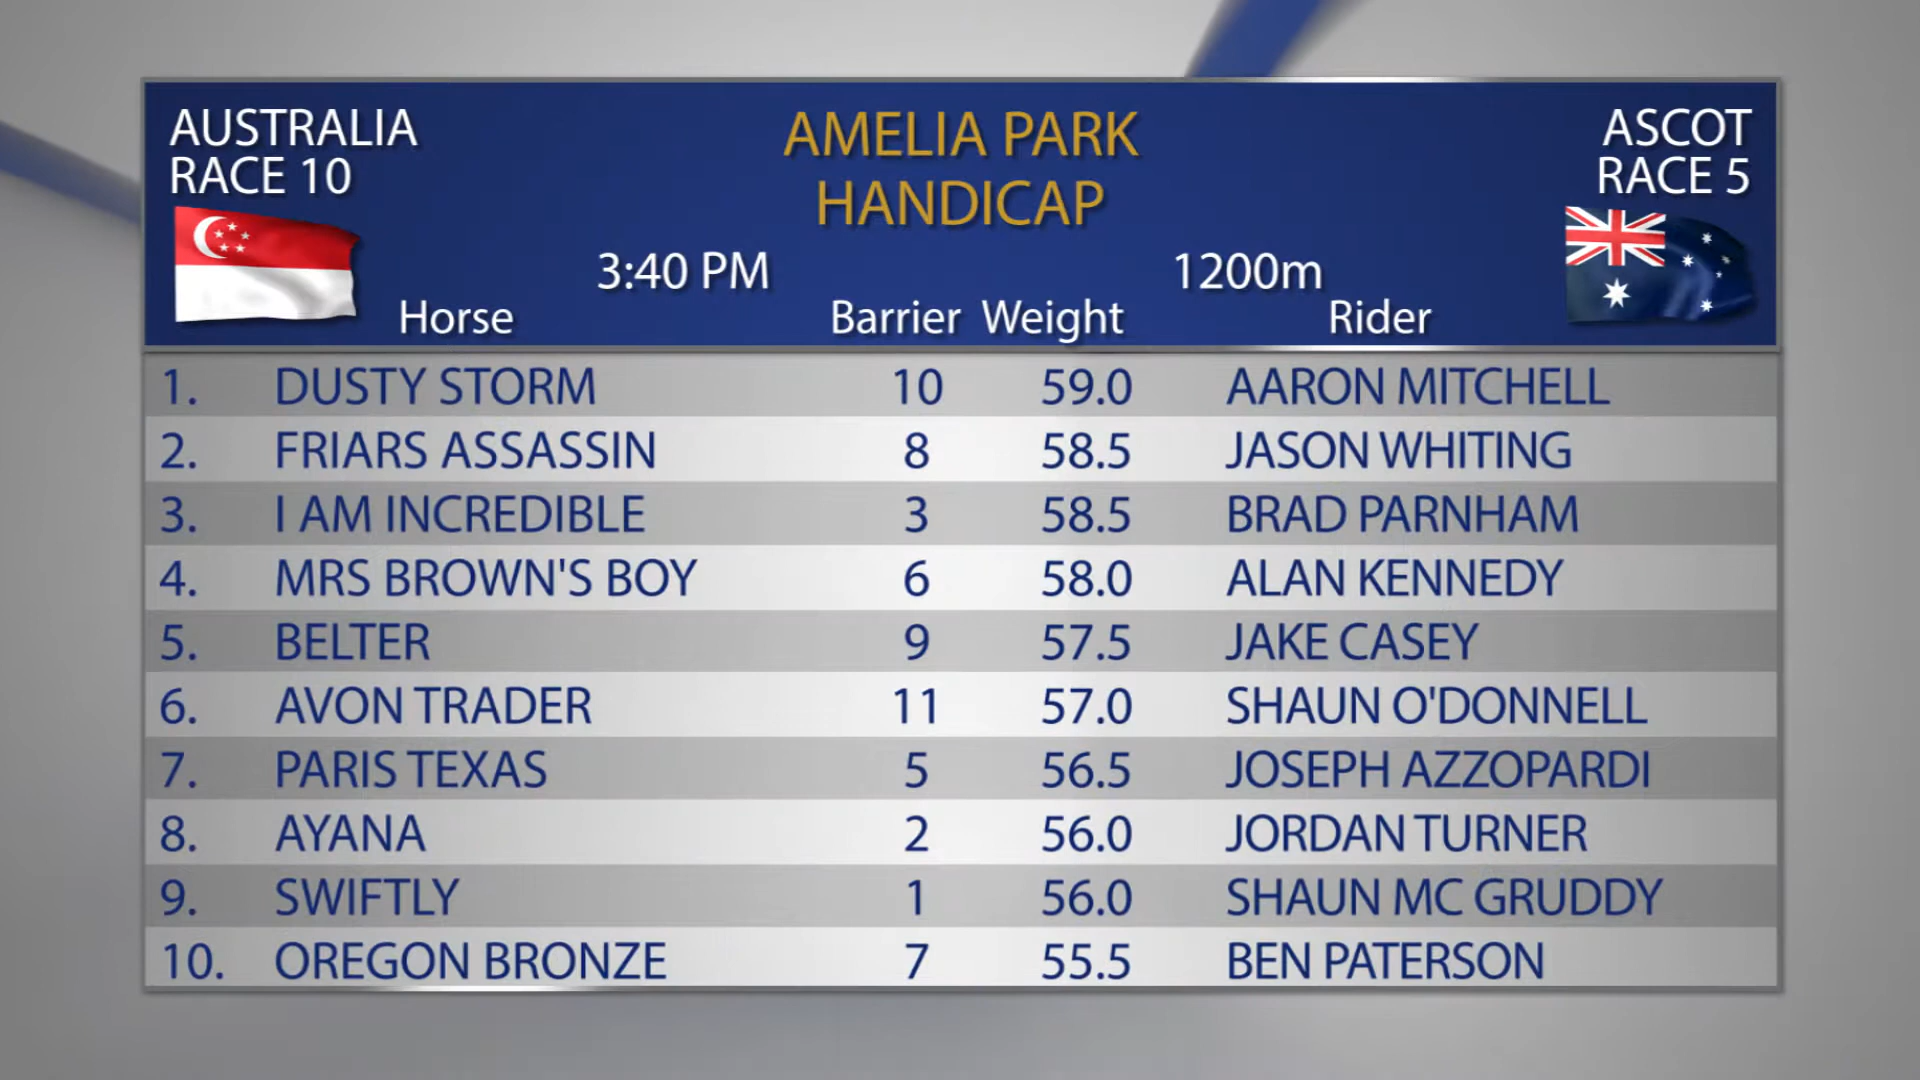 AUSTRALIA
RACE 10
AMELIA PARK
HANDICAP
ASCOT
RACE 5
3:40 PM 1200m
Horse Barrier Weight Rider
1. DUSTY STORM 10 59.0 AARON MITCHELL
2. FRIARS ASSASSIN 8 58.5 JASON WHITING
3. I AM INCREDIBLE 3 58.5 BRAD PARNHAM
4. MRS BROWN'S BOY 6 58.0 ALAN KENNEDY
5. BELTER 9 57.5 JAKE CASEY
6. AVON TRADER 11 57.0 SHAUN O'DONNELL
7. PARIS TEXAS 5 56.5 JOSEPH AZZOPARDI
8. AYANA 2 56.0 JORDAN TURNER
9. SWIFTLY 1 56.0 SHAUN MC GRUDDY
10. OREGON BRONZE 7 55.5 BEN PATERSON